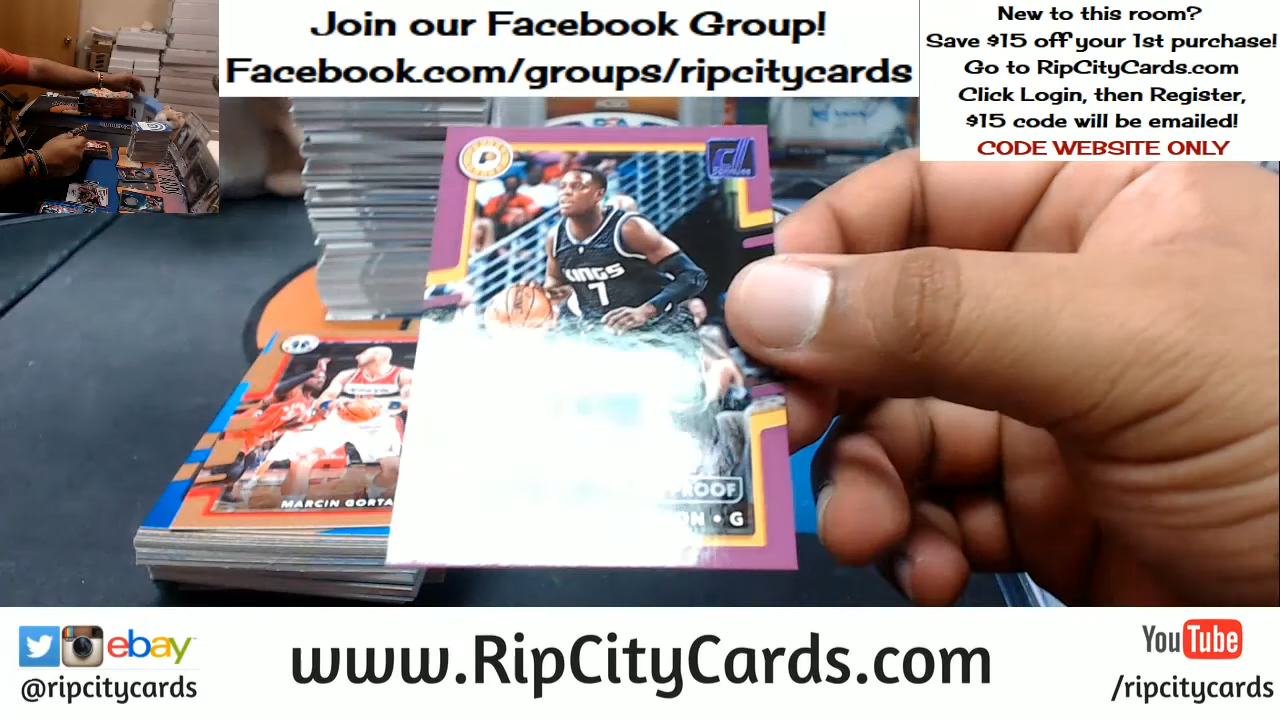 Join our Facebook Group!
Facebook.com/groups/ripcitycards
New to this room?
Save $15 off your 1st purchase!
Go to RipCityCards.com
Click Login, then Register,
$15 code will be emailed!
CODE WEBSITE ONLY
KINGS
7
MARCIN GORTA
PROOF
ON • G
ebay
@ripcitycards
www.RipCityCards.com
YouTube
/ripcitycards